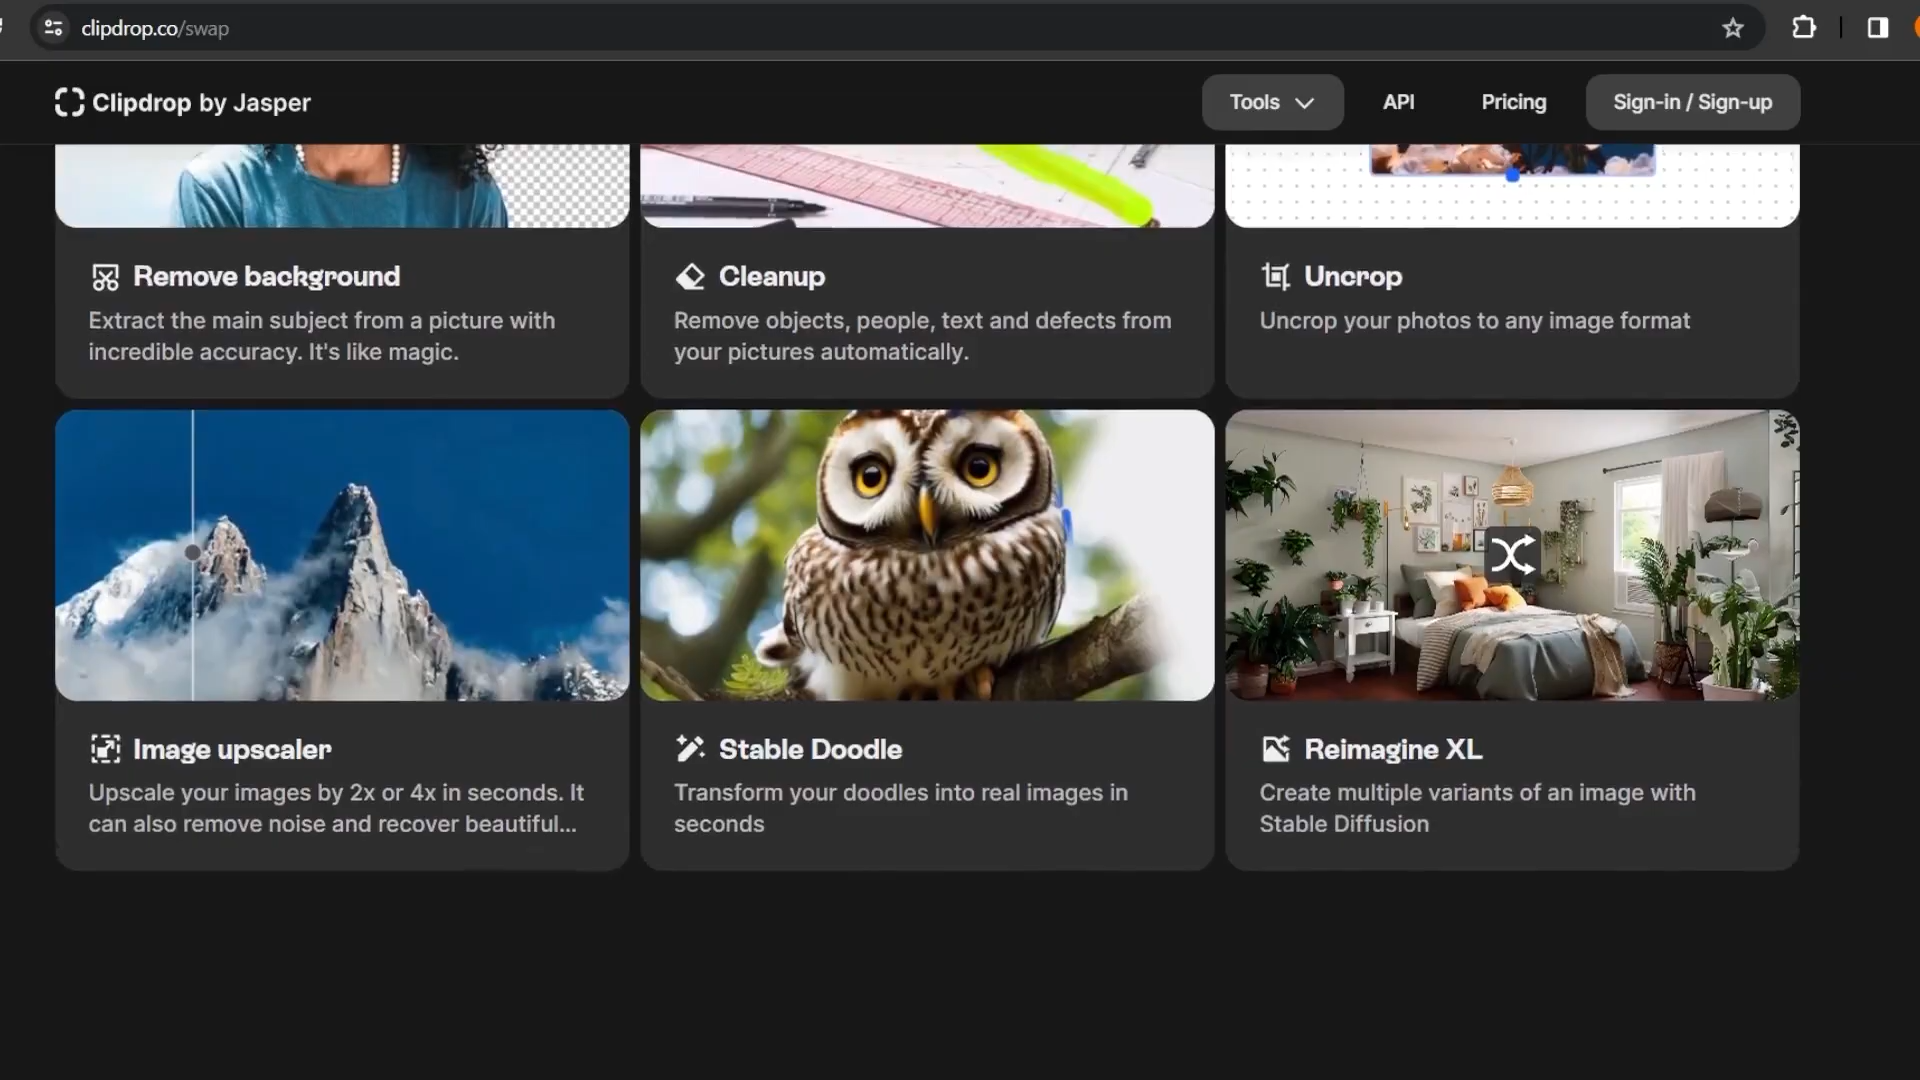 clipdrop.co/swap
Clipdrop by Jasper
Tools
API
Pricing
Sign-in / Sign-up
Remove background
Extract the main subject from a picture with
incredible accuracy. It's like magic.
Cleanup
Remove objects, people, text and defects from
your pictures automatically.
Uncrop
Uncrop your photos to any image format
Image upscaler
Upscale your images by 2x or 4x in seconds. It
can also remove noise and recover beautiful...
Stable Doodle
Transform your doodles into real images in
seconds
Reimagine XL
Create multiple variants of an image with
Stable Diffusion